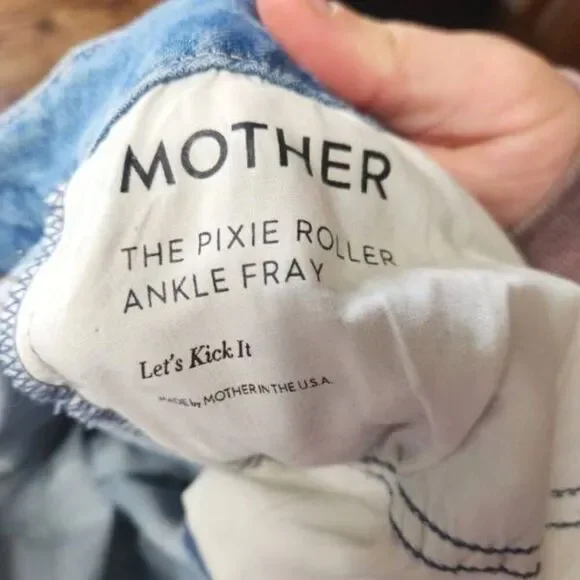 MOTHER
THE PIXIE ROLLER
ANKLE FRAY
Let's Kick It
MADE by MOTHER IN THE U.S.A.